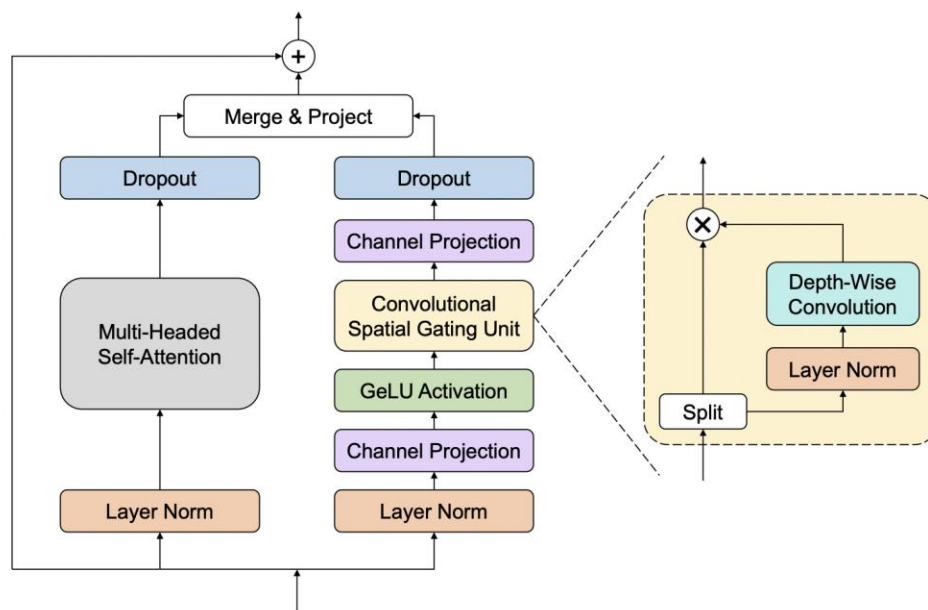 +
Merge & Project
Dropout
Dropout
Channel Projection
Convolutional
Spatial Gating Unit
Multi-Headed
Self-Attention
GeLU Activation
Channel Projection
Layer Norm
Layer Norm
×
Depth-Wise
Convolution
Layer Norm
Split